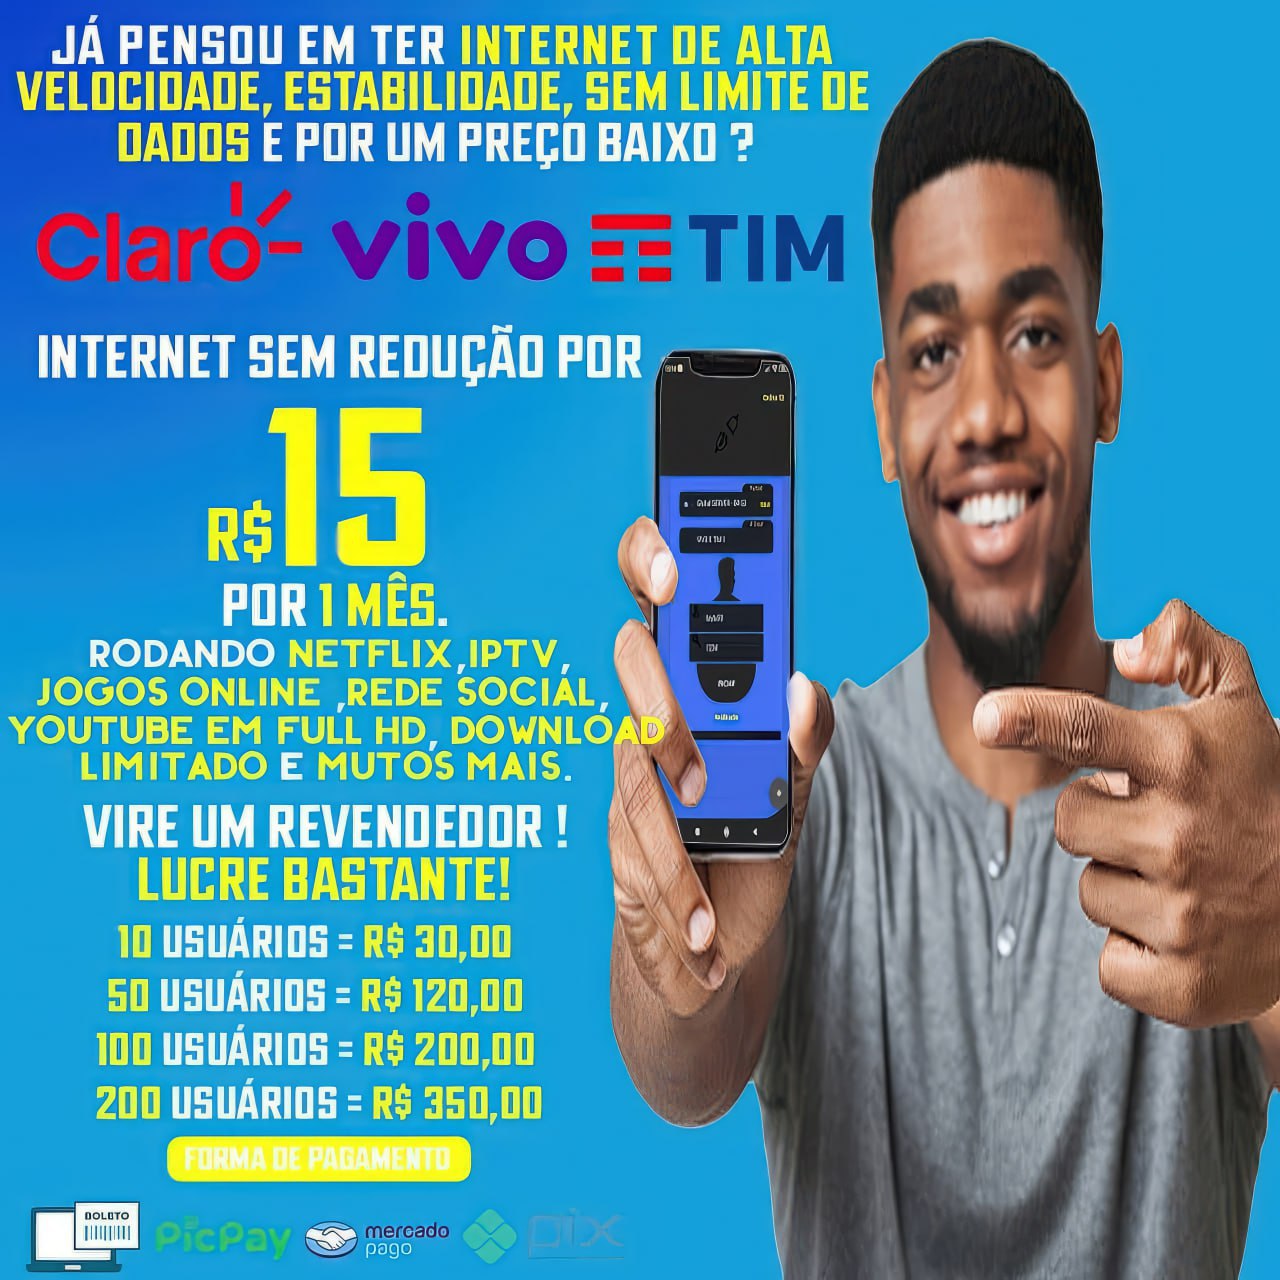 JÁ PENSOU EM TER INTERNET DE ALTA
VELOCIDADE, ESTABILIDADE, SEM LIMITE DE
DADOS E POR UM PREÇO BAIXO ?
Claro vivo TIM
INTERNET SEM REDUÇÃO POR
R$15
POR 1 MÊS.
RODANDO NETFLIX ,IPTV,
JOGOS ONLINE ,REDE SOCIAL,
YOUTUBE EM FULL HD, DOWNLOAD
LIMITADO E MUTOS MAIS.
VIRE UM REVENDEDOR !
LUCRE BASTANTE!
10 USUÁRIOS = R$ 30,00
50 USUÁRIOS = R$ 120,00
100 USUÁRIOS = R$ 200,00
200 USUÁRIOS = R$ 350,00
FORMA DE PAGAMENTO
BOLETO
PicPay
mercado
pago
pix